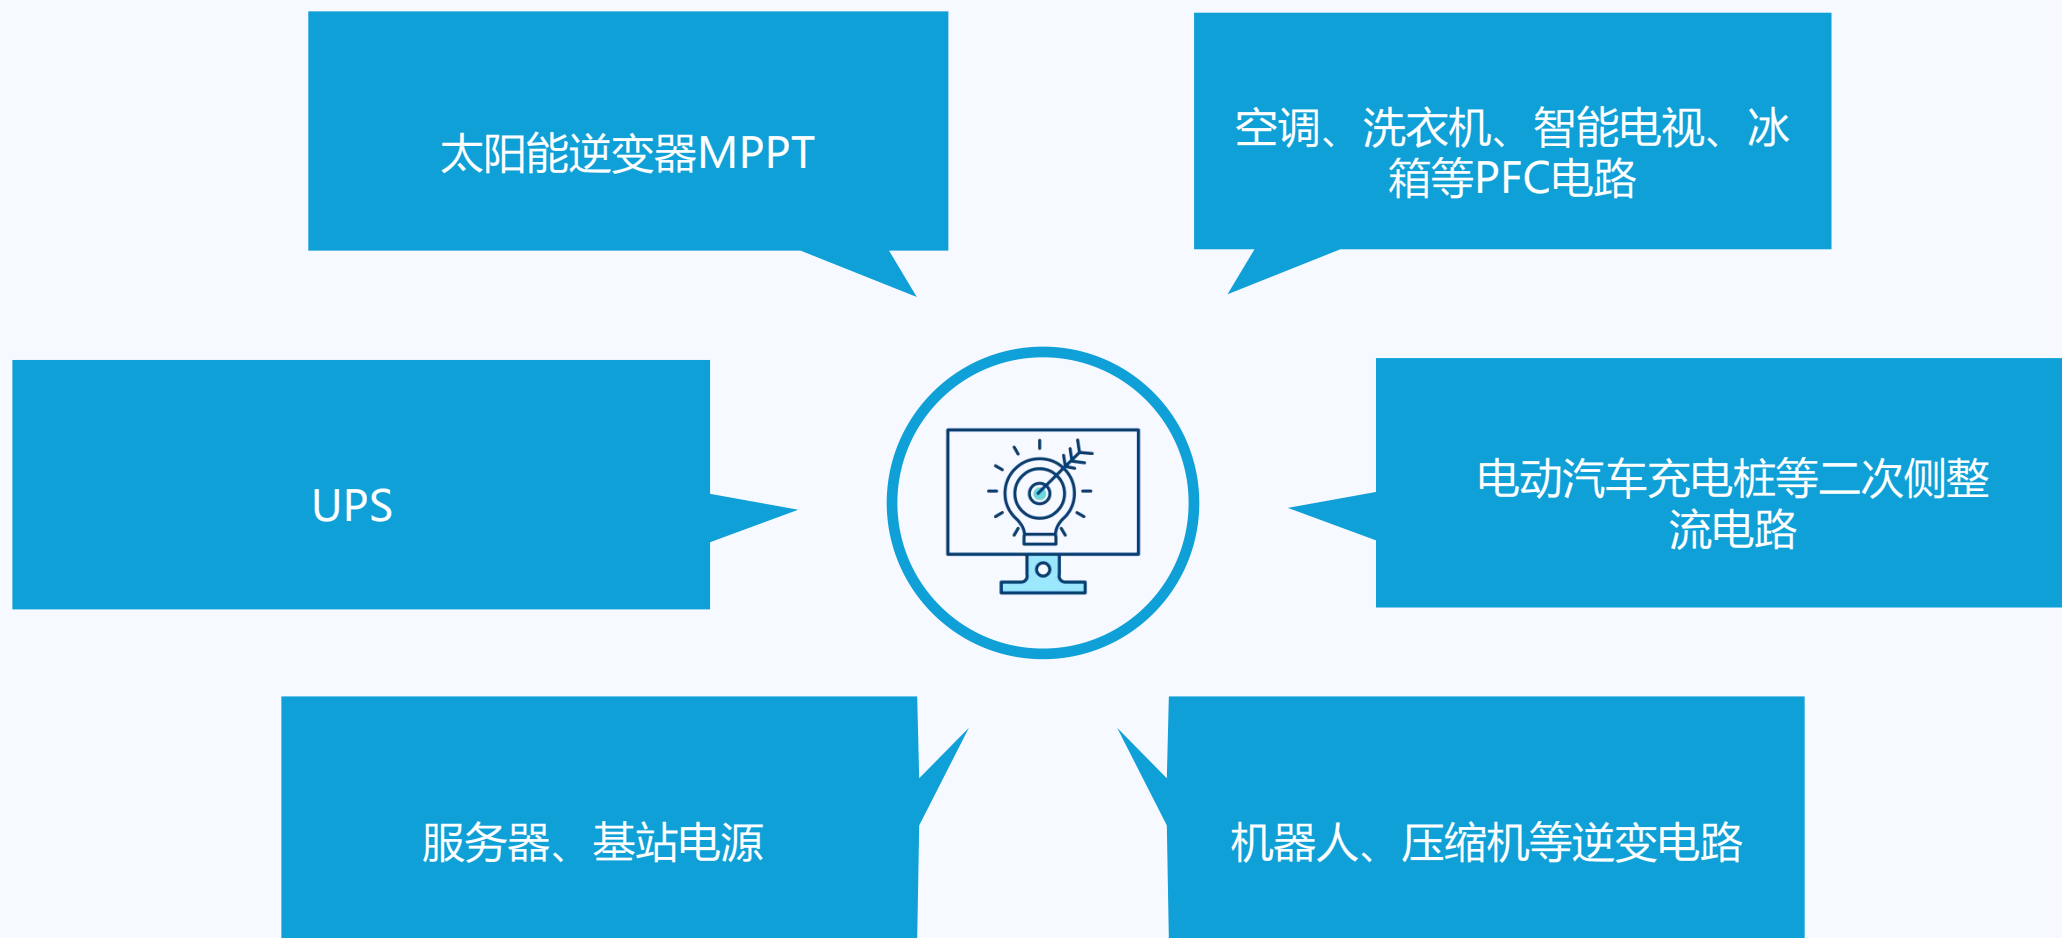 太阳能逆变器MPPT
空调、洗衣机、智能电视、冰
箱等PFC电路
UPS
电动汽车充电桩等二次侧整
流电路
服务器、基站电源
机器人、压缩机等逆变电路